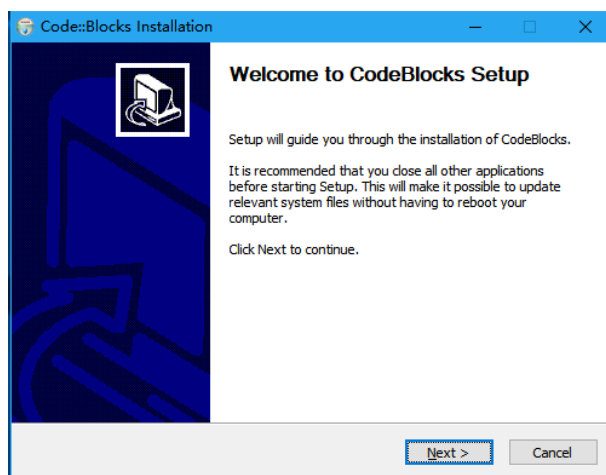 Code::Blocks Installation
Welcome to CodeBlocks Setup
Setup will guide you through the installation of CodeBlocks.
It is recommended that you close all other applications
before starting Setup. This will make it possible to update
relevant system files without having to reboot your
computer.
Click Next to continue.
Next >
Cancel